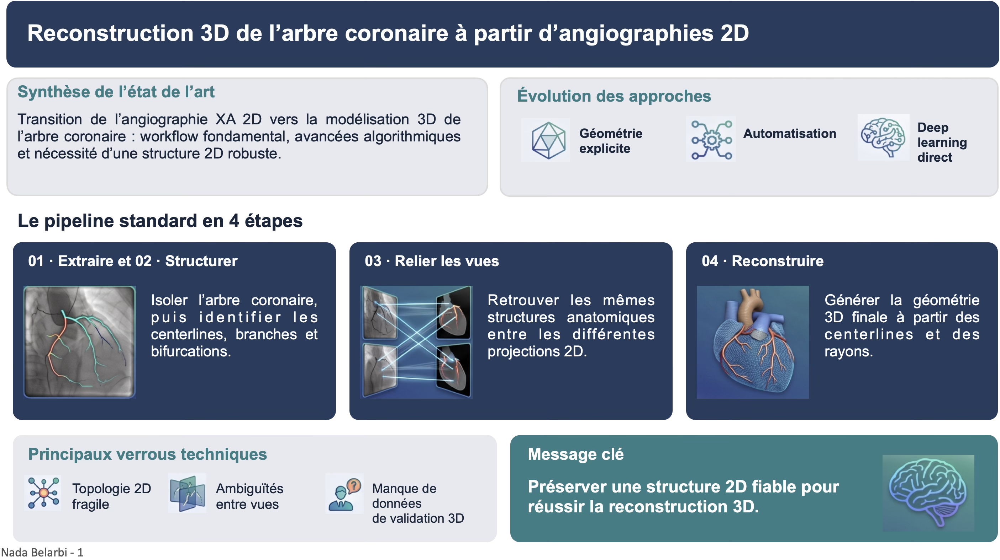 Reconstruction 3D de l’arbre coronaire à partir d’angiographies 2D
Synthèse de l’état de l’art
Transition de l’angiographie XA 2D vers la modélisation 3D de
l’arbre coronaire : workflow fondamental, avancées algorithmiques
et nécessité d’une structure 2D robuste.
Évolution des approches
Géométrie
explicite
Automatisation
Deep
learning
direct
Le pipeline standard en 4 étapes
01 · Extraire et 02 · Structurer
Isoler l’arbre coronaire,
puis identifier les
centerlines, branches et
bifurcations.
03 · Relier les vues
Retrouver les mêmes
structures anatomiques
entre les différentes
projections 2D.
04 · Reconstruire
Générer la géométrie
3D finale à partir des
centerlines et des
rayons.
Principaux verrous techniques
Topologie 2D
fragile
Ambiguïtés
entre vues
?
Manque de
données
de validation 3D
Message clé
Préserver une structure 2D fiable pour
réussir la reconstruction 3D.
Nada Belarbi - 1